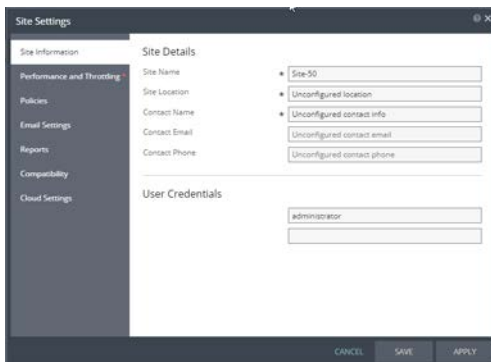 Site Settings
Site Information
Performance and Throttling *
Policies
Email Settings
Reports
Compatibility
Cloud Settings
Site Details
Site Name * Site-50
Site Location * Unconfigured location
Contact Name * Unconfigured contact info
Contact Email Unconfigured contact email
Contact Phone Unconfigured contact phone
User Credentials
administrator
CANCEL SAVE APPLY